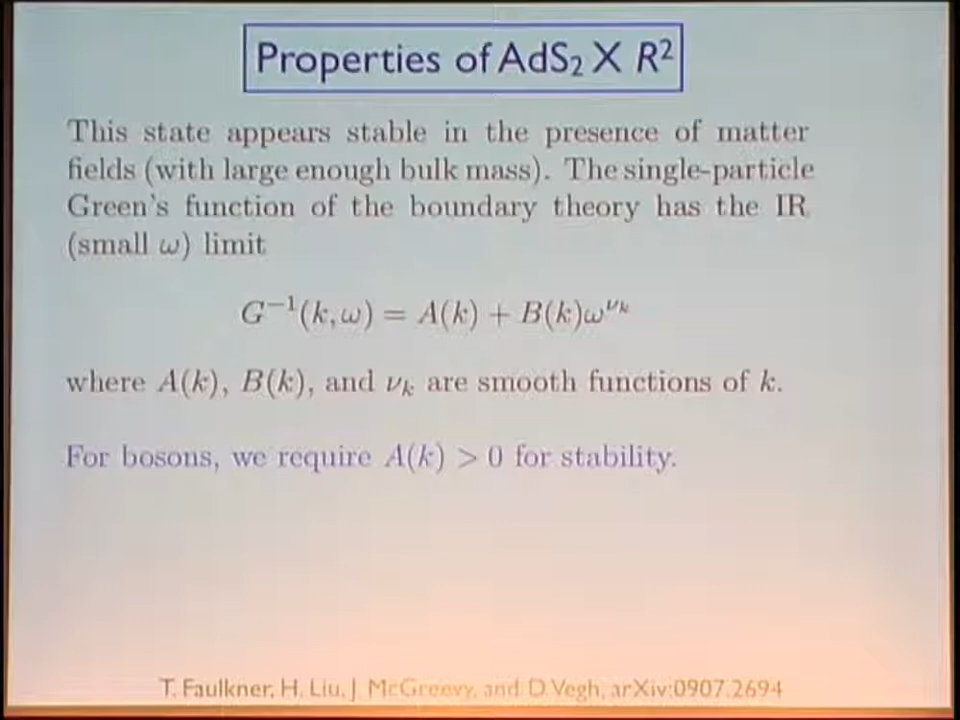 Properties of AdS₂ X R²
This state appears stable in the presence of matter
fields (with large enough bulk mass). The single-particle
Green's function of the boundary theory has the IR
(small ω) limit
G⁻¹(k, ω) = A(k) + B(k)ω^{ν_k}
where A(k), B(k), and ν_k are smooth functions of k.
For bosons, we require A(k) > 0 for stability.
T. Faulkner, H. Liu, J. McGreevy, and D. Vegh, arXiv:0907.2694